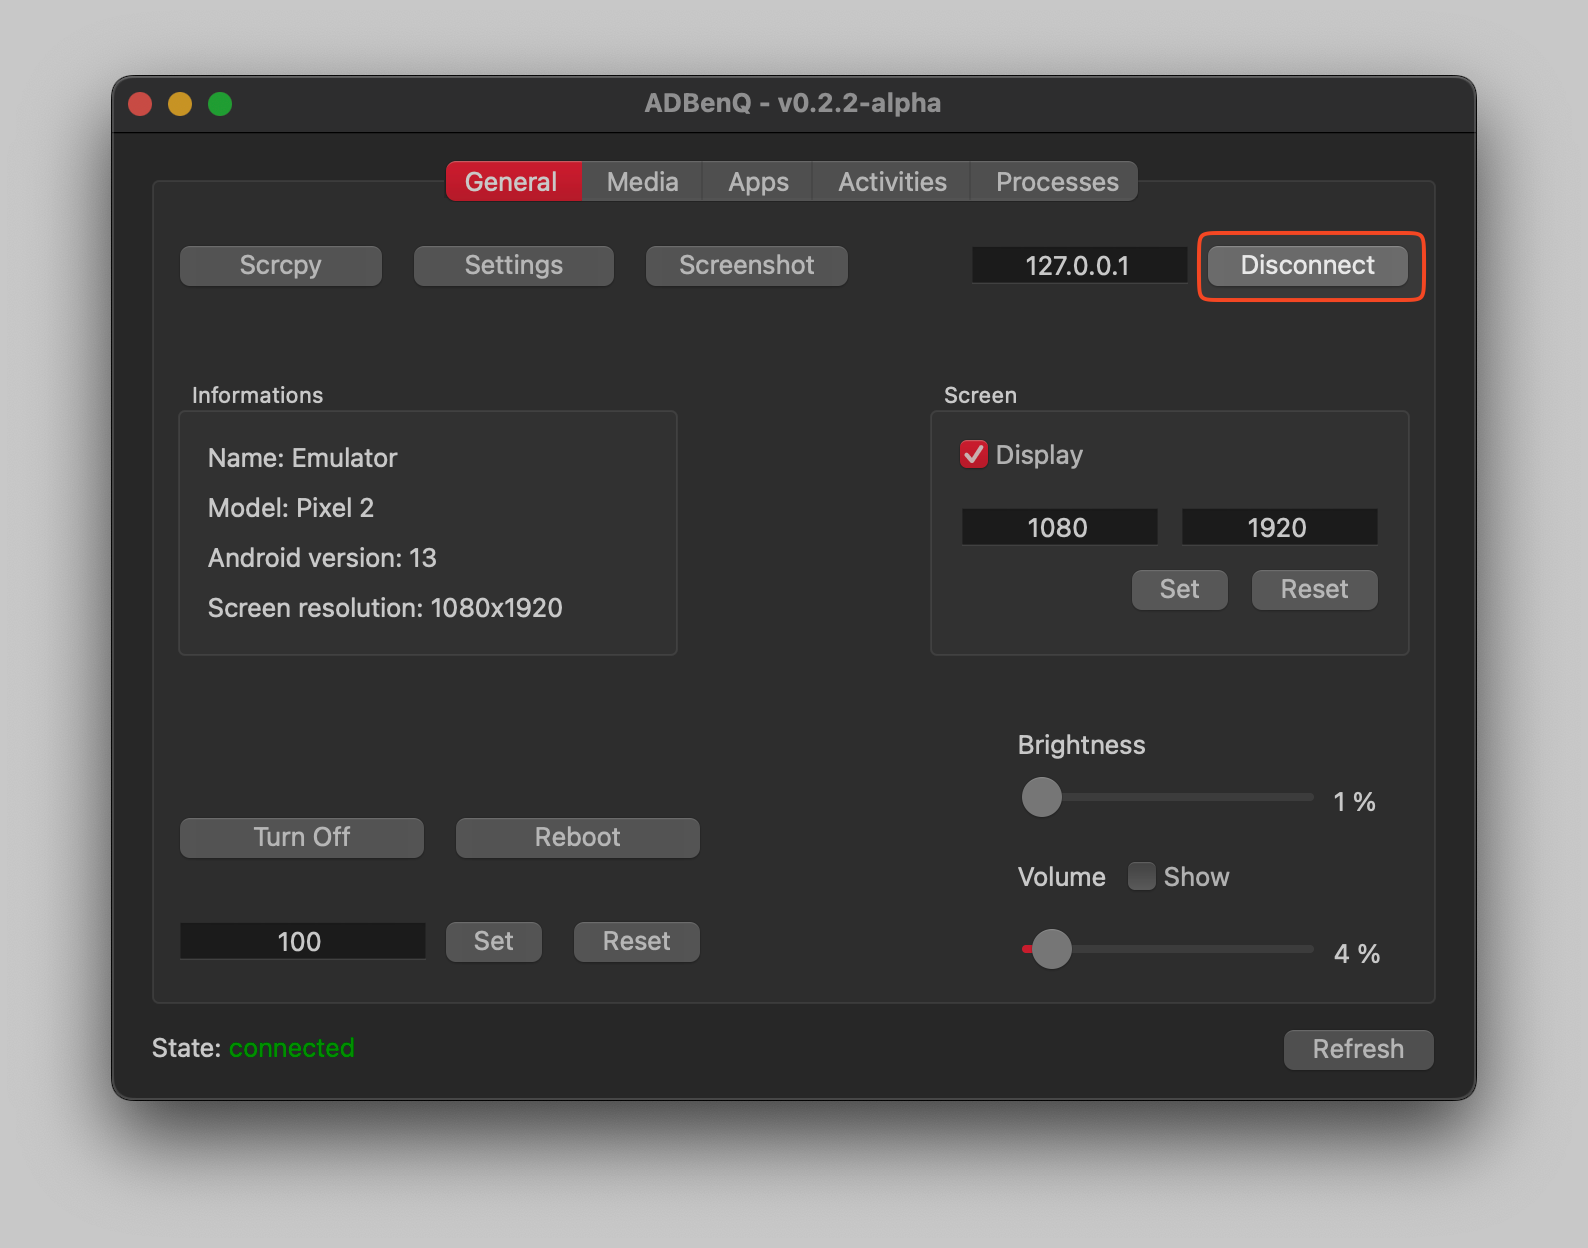 ADBenQ - v0.2.2-alpha
General Media Apps Activities Processes
Scrcpy Settings Screenshot 127.0.0.1 Disconnect
Informations
Name: Emulator
Model: Pixel 2
Android version: 13
Screen resolution: 1080x1920
Screen
Display
1080 1920
Set Reset
Brightness
1 %
Turn Off Reboot
Volume Show
4 %
100 Set Reset
State: connected
Refresh